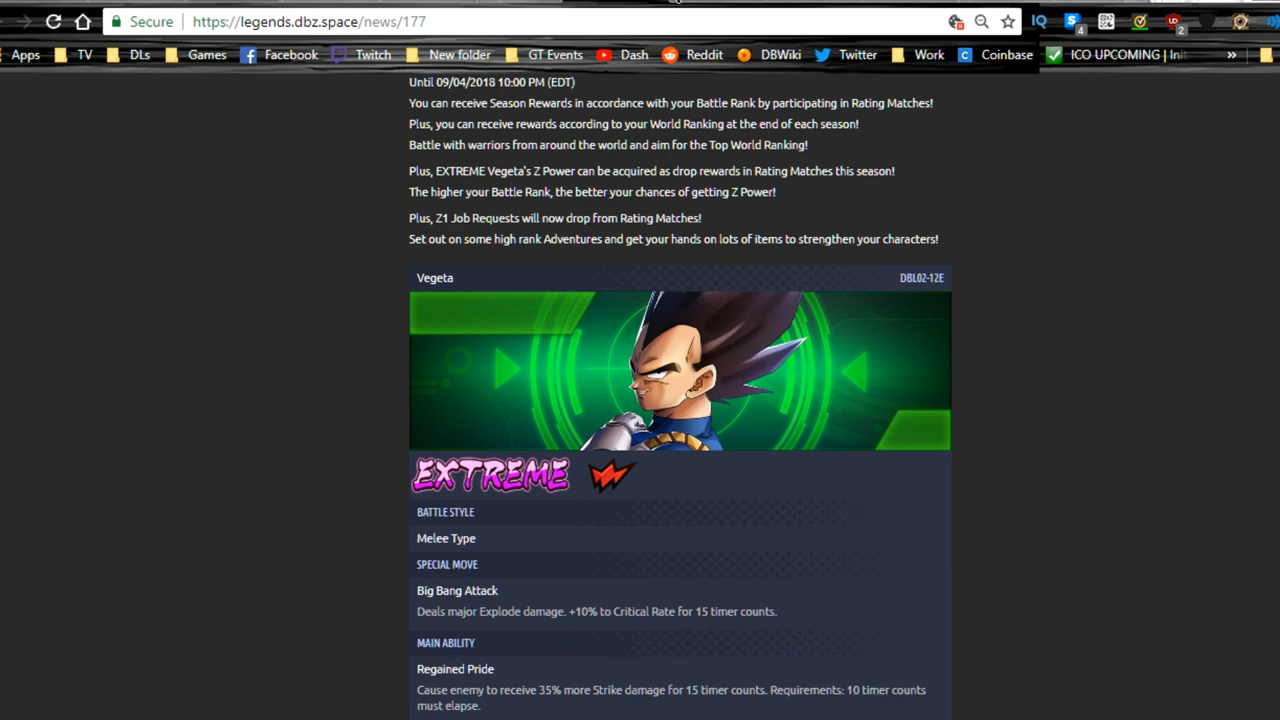 Secure https://legends.dbz.space/news/177
Apps TV DLs Games Facebook Twitch New folder GT Events Dash Reddit DBWiki Twitter Work Coinbase ICO UPCOMING | Init »
Until 09/04/2018 10:00 PM (EDT)
You can receive Season Rewards in accordance with your Battle Rank by participating in Rating Matches!
Plus, you can receive rewards according to your World Ranking at the end of each season!
Battle with warriors from around the world and aim for the Top World Ranking!
Plus, EXTREME Vegeta's Z Power can be acquired as drop rewards in Rating Matches this season!
The higher your Battle Rank, the better your chances of getting Z Power!
Plus, Z1 Job Requests will now drop from Rating Matches!
Set out on some high rank Adventures and get your hands on lots of items to strengthen your characters!
Vegeta DBL02-12E
EXTREME
BATTLE STYLE
Melee Type
SPECIAL MOVE
Big Bang Attack
Deals major Explode damage. +10% to Critical Rate for 15 timer counts.
MAIN ABILITY
Regained Pride
Cause enemy to receive 35% more Strike damage for 15 timer counts. Requirements: 10 timer counts
must elapse.